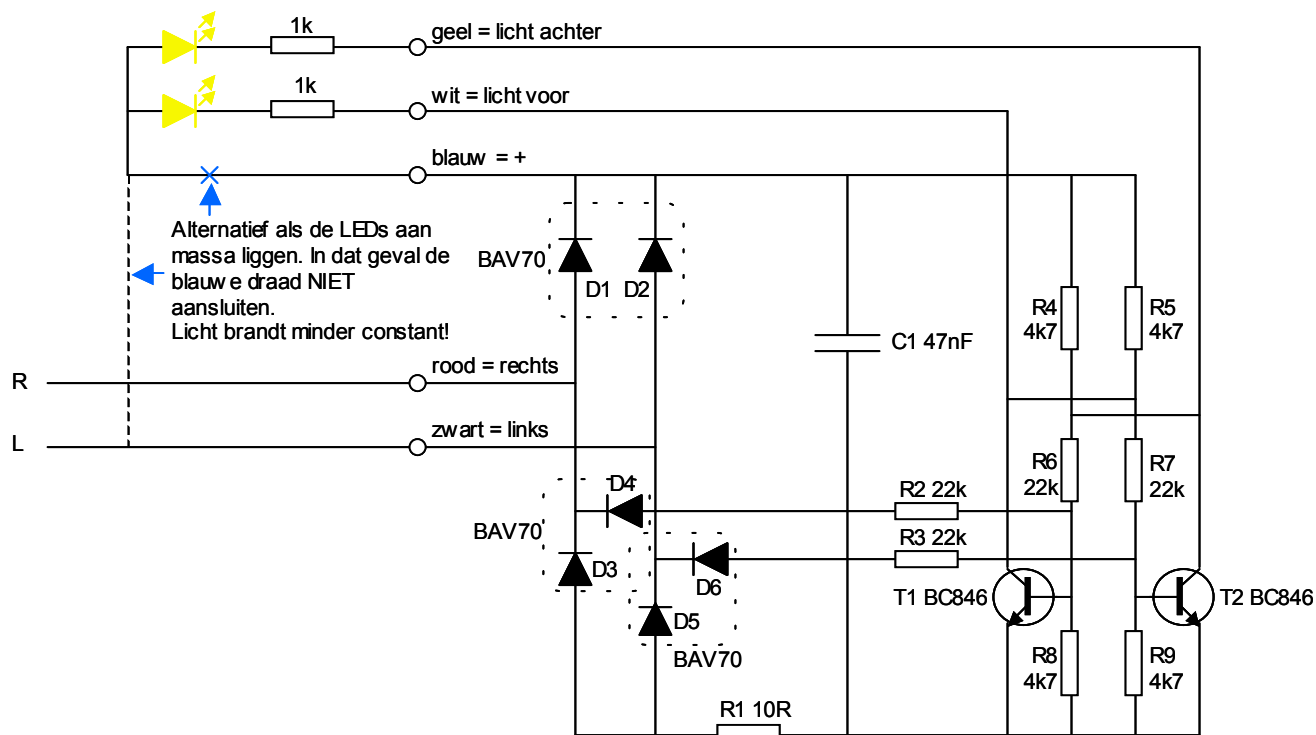 1k
geel = licht achter
1k
wit = licht voor
blauw = +
Alternatief als de LEDs aan
massa liggen. In dat geval de
blauwe draad NIET
aansluiten.
Licht brandt minder constant!
BAV70
D1
D2
C1 47nF
R4
4k7
R5
4k7
R
rood = rechts
L
zwart = links
D4
BAV70
D3
D6
D5
BAV70
R2 22k
R3 22k
R6
22k
R7
22k
T1 BC846
T2 BC846
R8
4k7
R9
4k7
R1 10R